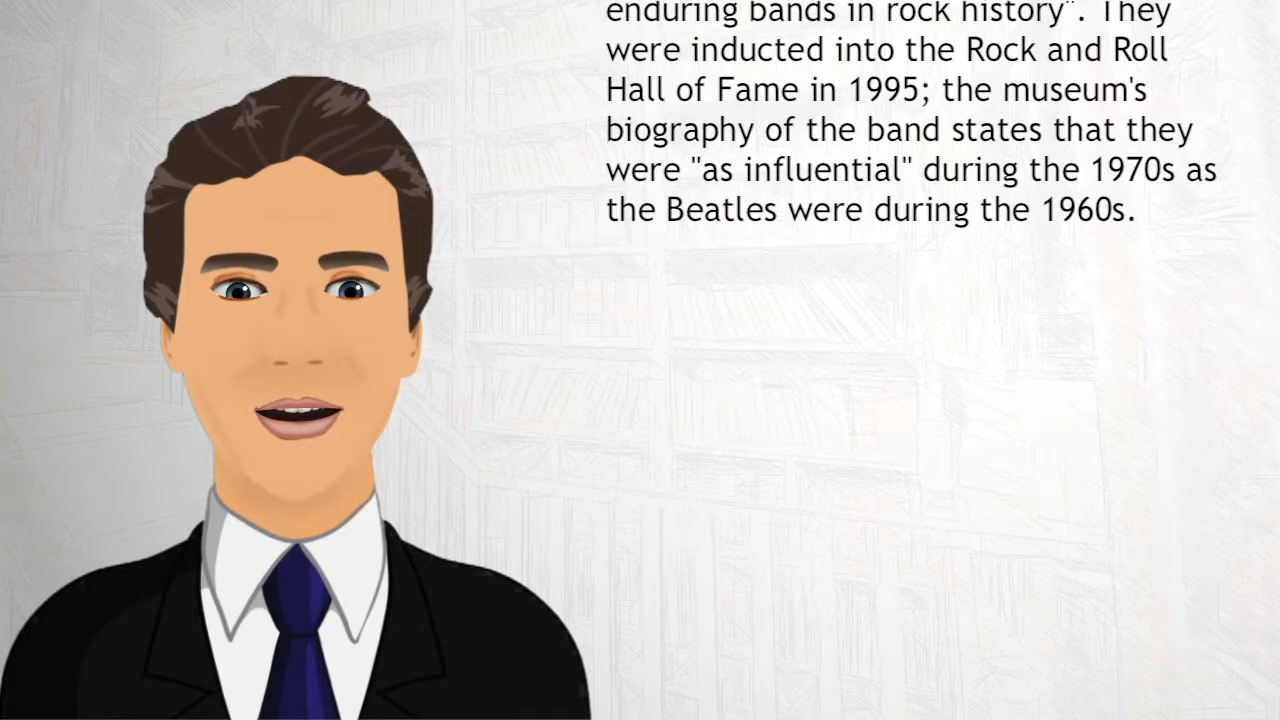 enduring bands in rock history". They
were inducted into the Rock and Roll
Hall of Fame in 1995; the museum's
biography of the band states that they
were "as influential" during the 1970s as
the Beatles were during the 1960s.